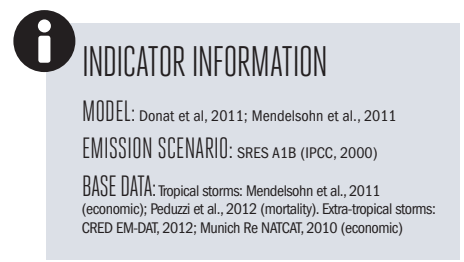 i
INDICATOR INFORMATION
MODEL: Donat et al, 2011; Mendelsohn et al., 2011
EMISSION SCENARIO: SRES A1B (IPCC, 2000)
BASE DATA: Tropical storms: Mendelsohn et al., 2011
(economic); Peduzzi et al., 2012 (mortality). Extra-tropical storms:
CRED EM-DAT, 2012; Munich Re NATCAT, 2010 (economic)